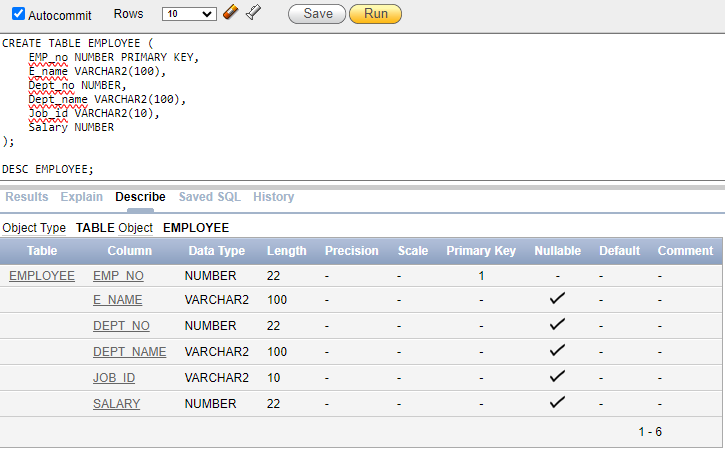 Autocommit Rows 10 Save Run
CREATE TABLE EMPLOYEE (
    EMP_no NUMBER PRIMARY KEY,
    E_name VARCHAR2(100),
    Dept_no NUMBER,
    Dept_name VARCHAR2(100),
    Job_id VARCHAR2(10),
    Salary NUMBER
);
DESC EMPLOYEE;
Results Explain Describe Saved SQL History
Object Type TABLE Object EMPLOYEE
Table Column Data Type Length Precision Scale Primary Key Nullable Default Comment
EMPLOYEE EMP_NO NUMBER 22 - - 1 - - -
E_NAME VARCHAR2 100 - - - ✓ - -
DEPT_NO NUMBER 22 - - - ✓ - -
DEPT_NAME VARCHAR2 100 - - - ✓ - -
JOB_ID VARCHAR2 10 - - - ✓ - -
SALARY NUMBER 22 - - - ✓ - -
1 - 6